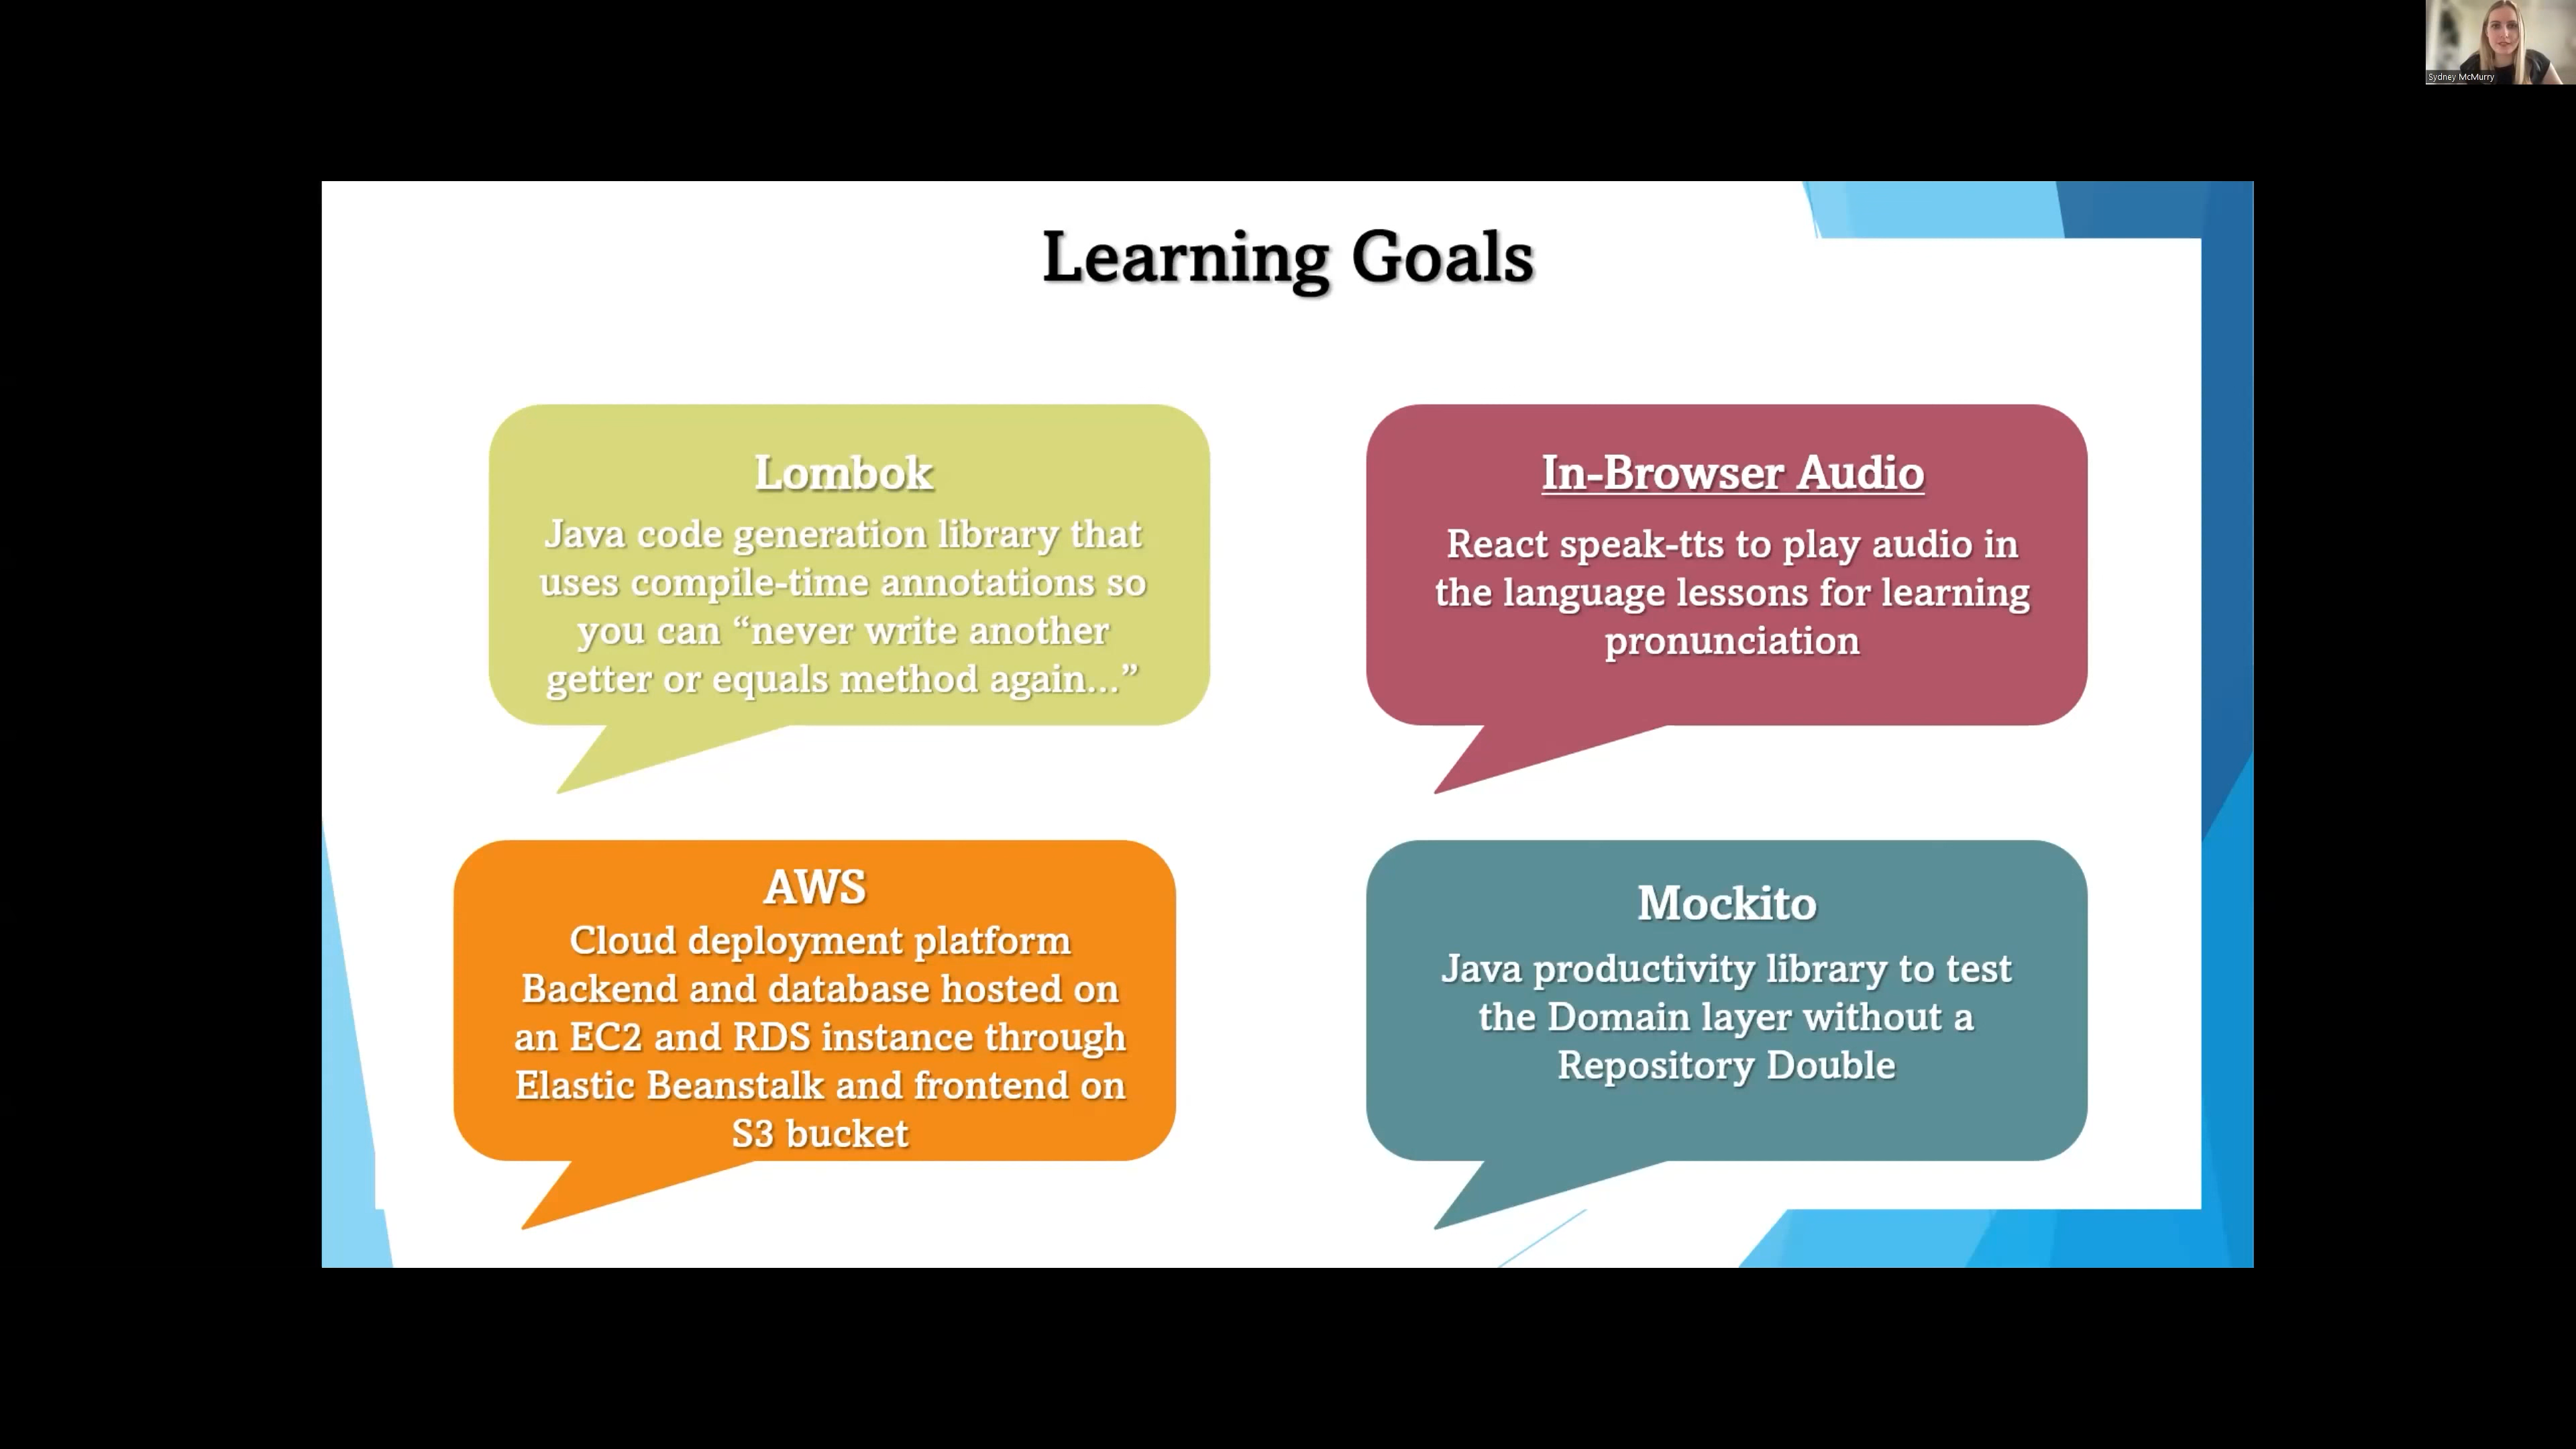 Sydney McMurry
Learning Goals
Lombok
Java code generation library that
uses compile-time annotations so
you can “never write another
getter or equals method again...”
In-Browser Audio
React speak-tts to play audio in
the language lessons for learning
pronunciation
AWS
Cloud deployment platform
Backend and database hosted on
an EC2 and RDS instance through
Elastic Beanstalk and frontend on
S3 bucket
Mockito
Java productivity library to test
the Domain layer without a
Repository Double